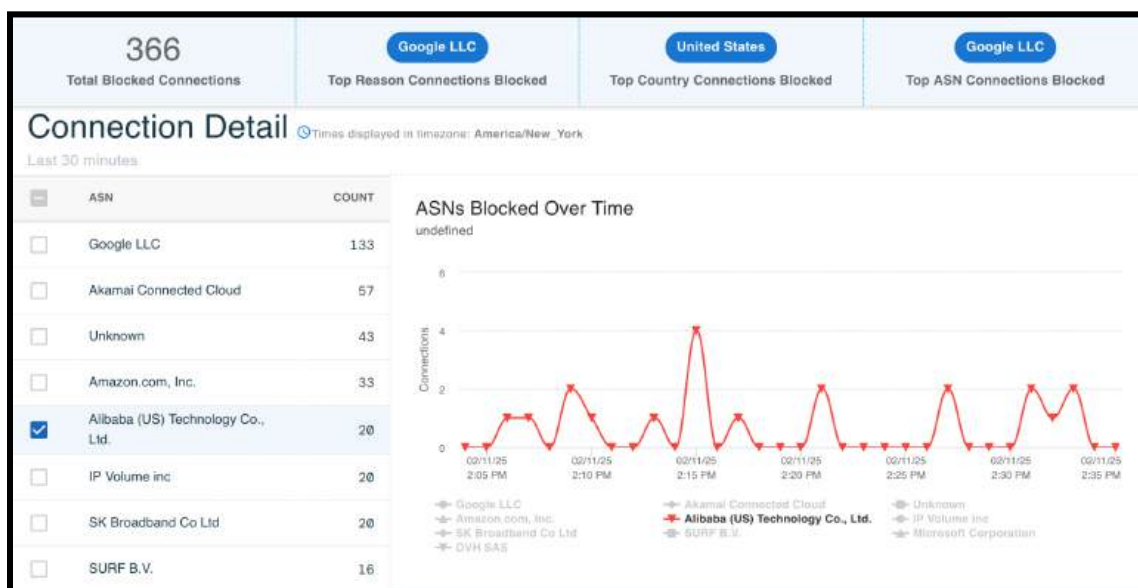 366
Total Blocked Connections
Google LLC
Top Reason Connections Blocked
United States
Top Country Connections Blocked
Google LLC
Top ASN Connections Blocked
Connection Detail
Times displayed in timezone: America/New_York
Last 30 minutes
ASN COUNT
Google LLC 133
Akamai Connected Cloud 57
Unknown 43
Amazon.com, Inc. 33
Alibaba (US) Technology Co.,
Ltd. 20
IP Volume inc 20
SK Broadband Co Ltd 20
SURF B.V. 16
ASNs Blocked Over Time
undefined
Connections
6
4
2
0
02/11/25 02/11/25 02/11/25 02/11/25 02/11/25 02/11/25 02/11/25
2:05 PM 2:10 PM 2:15 PM 2:20 PM 2:25 PM 2:30 PM 2:35 PM
Google LLC Akamai Connected Cloud Unknown
Amazon.com, Inc. Alibaba (US) Technology Co., Ltd. IP Volume inc
SK Broadband Co Ltd SURF B.V. Microsoft Corporation
OVH SAS